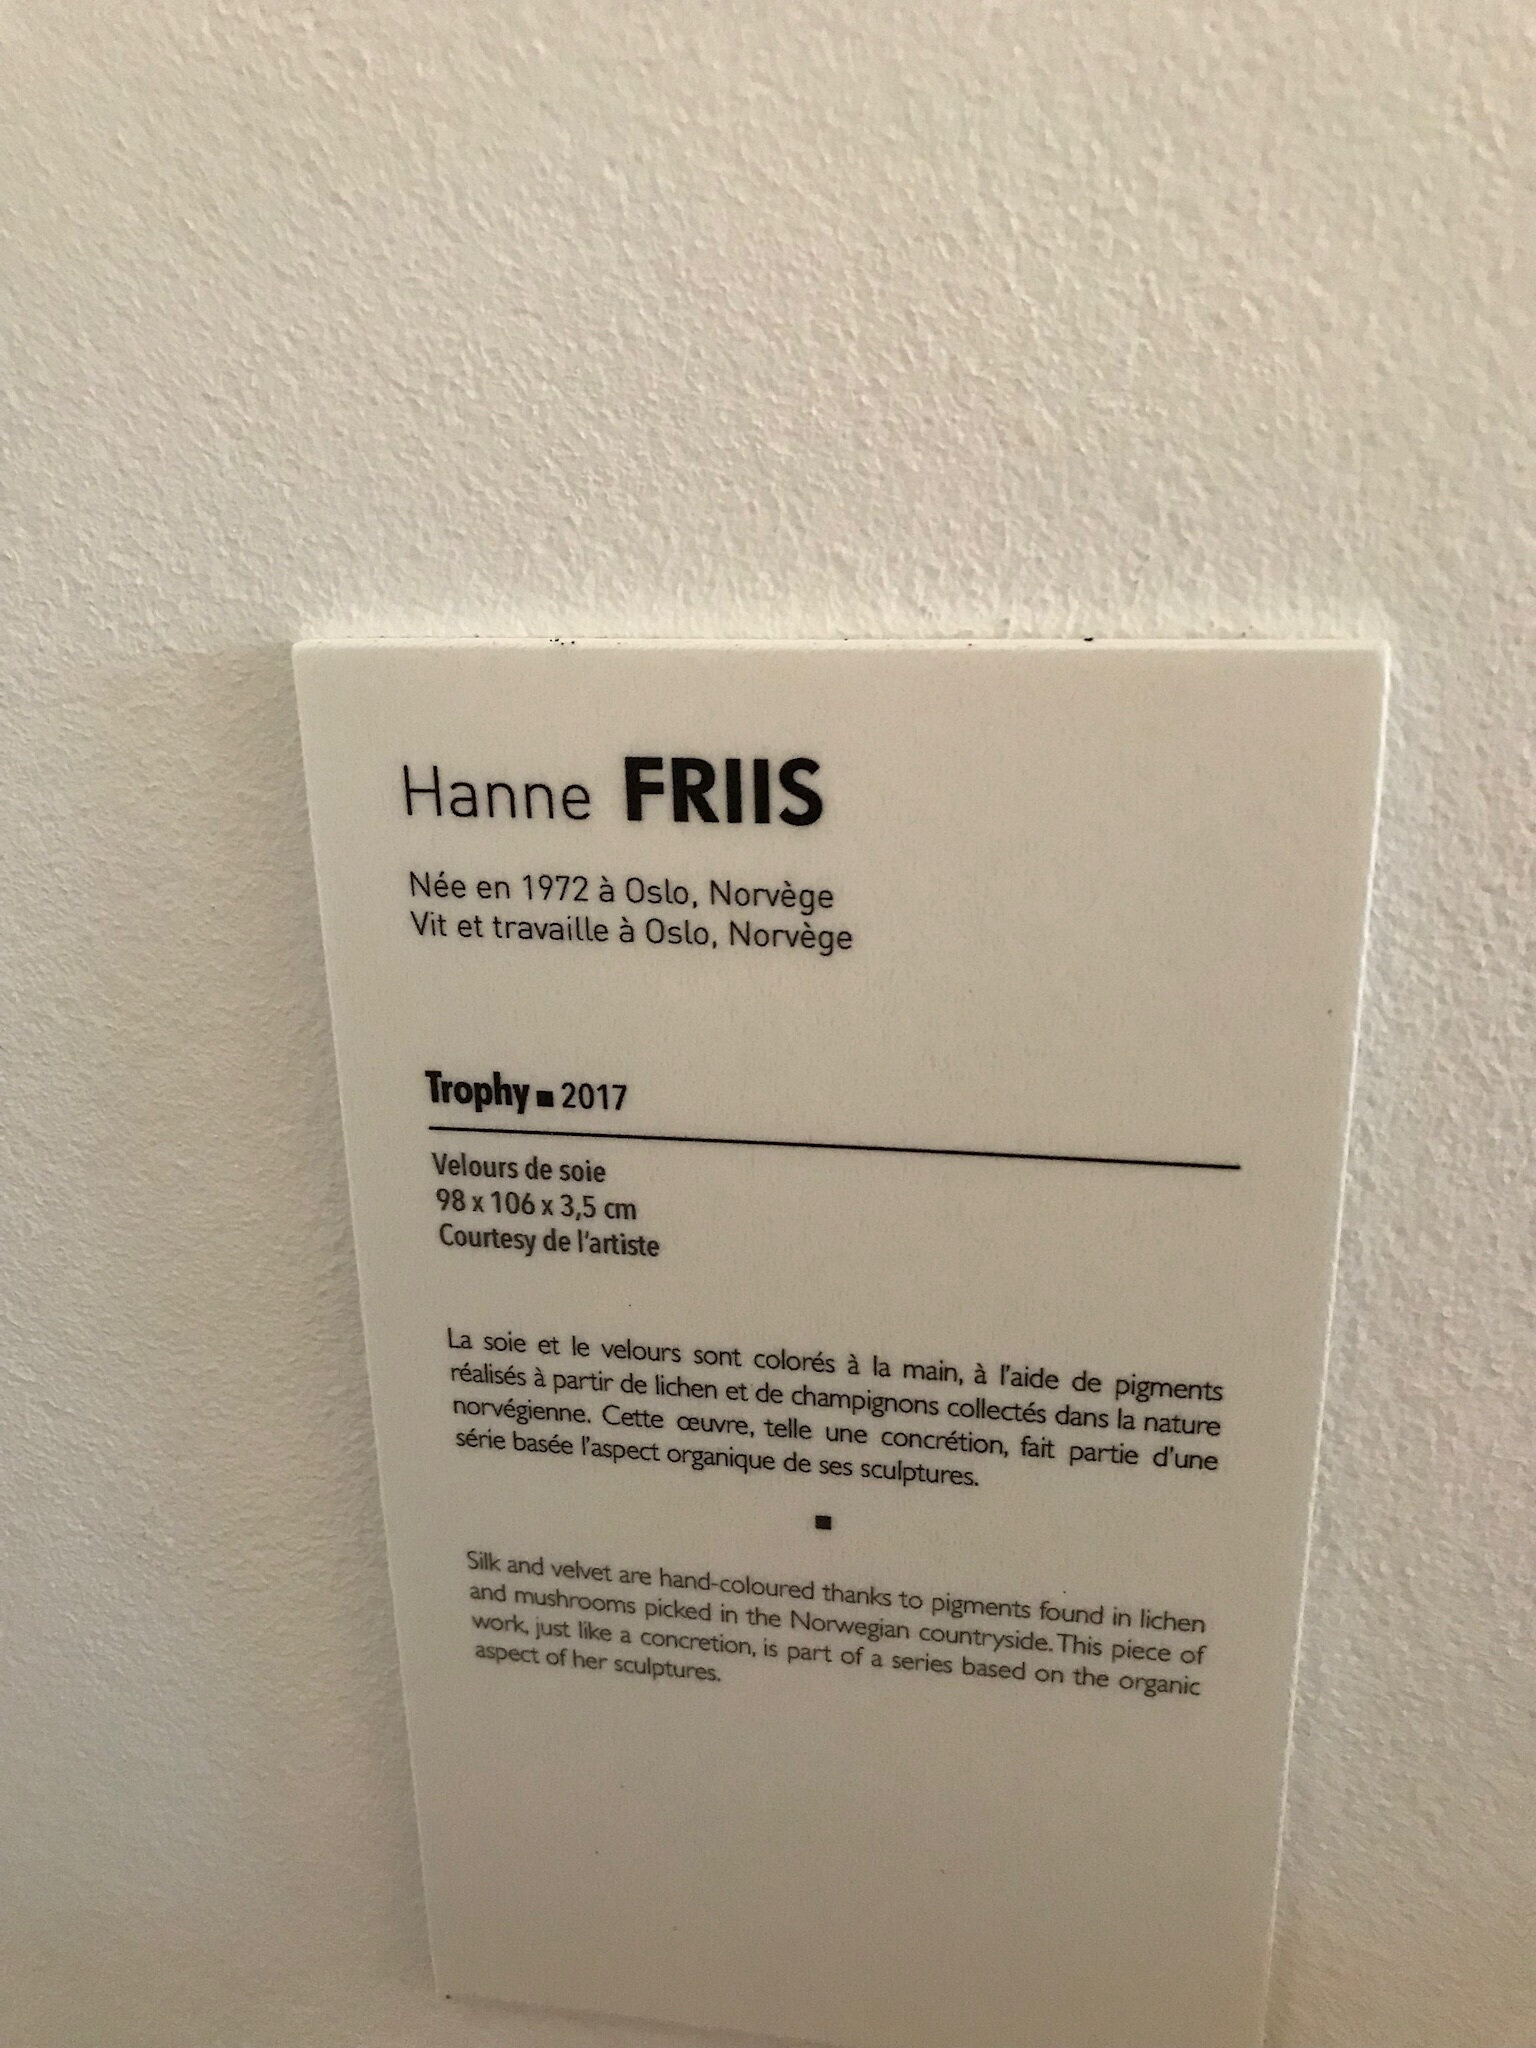 Hanne FRIIS
Née en 1972 à Oslo, Norvège
Vit et travaille à Oslo, Norvège
Trophy ■ 2017
Velours de soie
98 x 106 x 3,5 cm
Courtesy de l'artiste
La soie et le velours sont colorés à la main, à l'aide de pigments
réalisés à partir de lichen et de champignons collectés dans la nature
norvégienne. Cette œuvre, telle une concrétion, fait partie d'une
série basée l'aspect organique de ses sculptures.
■
Silk and velvet are hand-coloured thanks to pigments found in lichen
and mushrooms picked in the Norwegian countryside. This piece of
work, just like a concretion, is part of a series based on the organic
aspect of her sculptures.